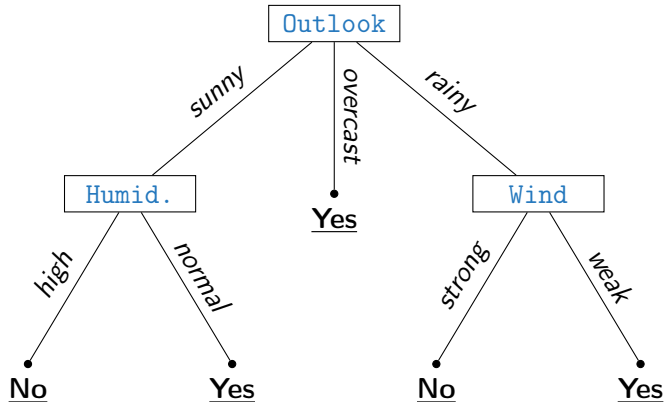 Outlook
sunny
overcast
rainy
Humid.
Yes
Wind
high
normal
strong
weak
No
Yes
No
Yes